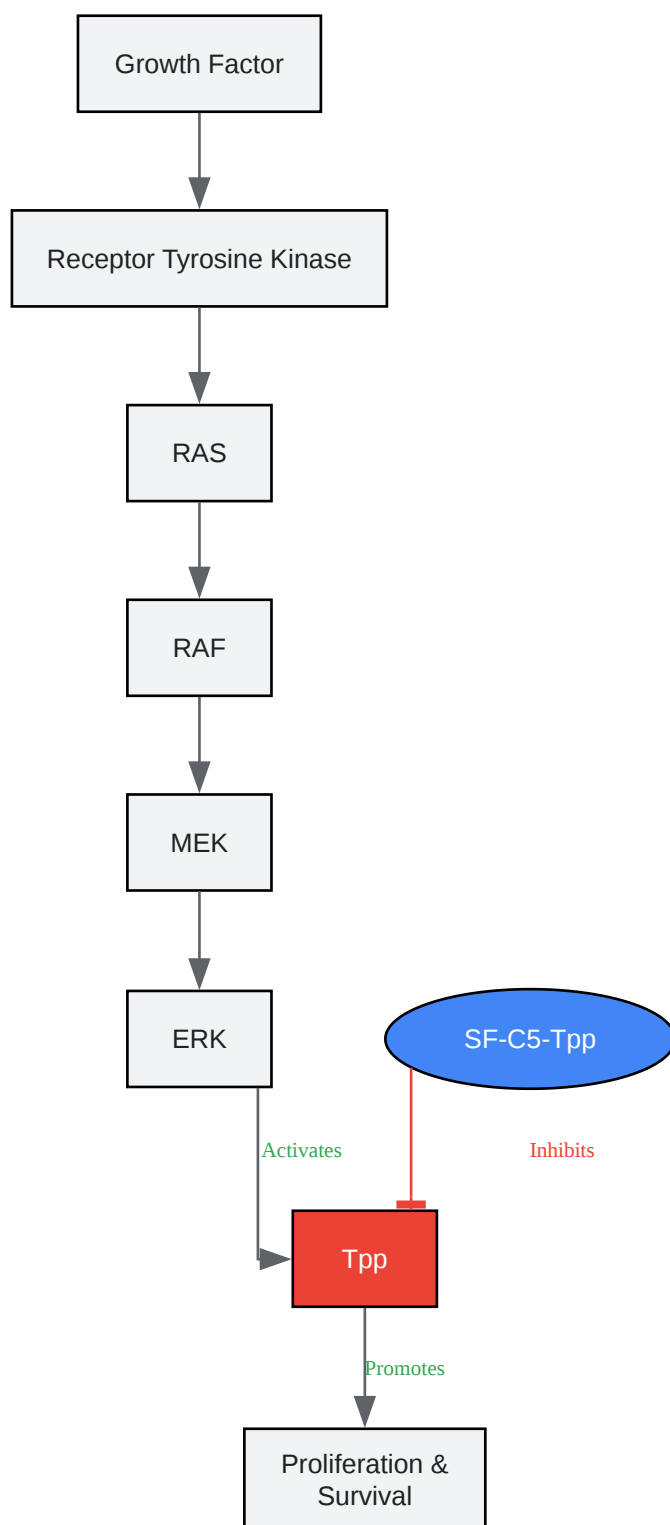 Growth Factor
Receptor Tyrosine Kinase
RAS
RAF
MEK
ERK
SF-C5-Tpp
Activates
Inhibits
Tpp
Promotes
Proliferation &
Survival